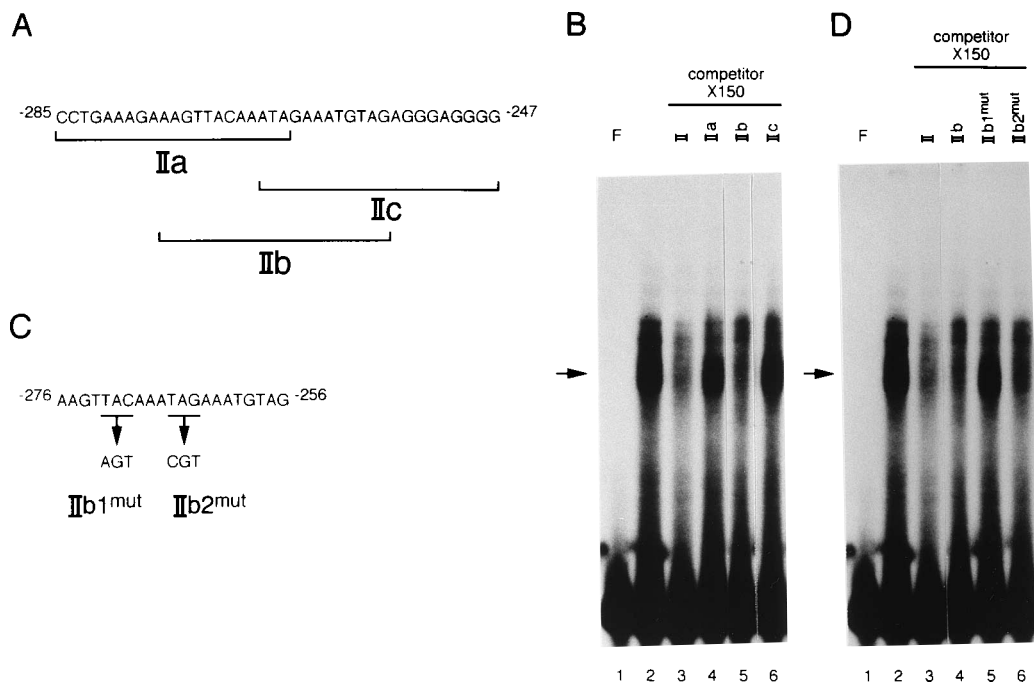 A
-285 CCTGAAAGAAAGTTACAAATAGAAATGTAGAGGGAGGGG -247
IIa
IIc
IIb
C
-276 AAGTTACAAATAGAAATGTAG -256
AGT CGT
IIb1mut IIb2mut
B
competitor
X150
F II IIa IIb IIc
1 2 3 4 5 6
D
competitor
X150
F II IIb IIb1mut IIb2mut
1 2 3 4 5 6